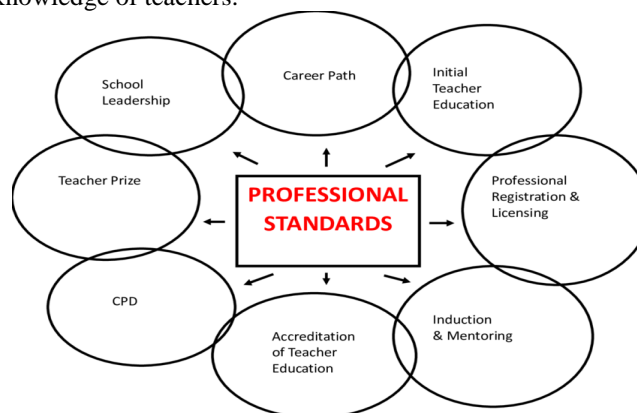 knowledge of teachers.
Career Path
Initial
Teacher
Education
School
Leadership
Teacher Prize
PROFESSIONAL
STANDARDS
Professional
Registration &
Licensing
CPD
Induction
& Mentoring
Accreditation
of Teacher
Education